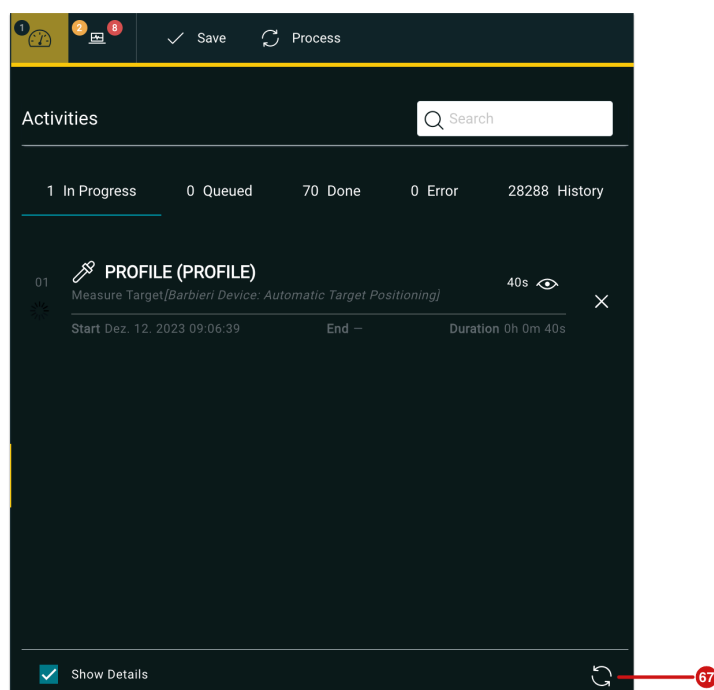 1 2 8 Save Process
Activities Search
1 In Progress 0 Queued 70 Done 0 Error 28288 History
PROFILE (PROFILE)
01 40s
Measure Target[Barbieri Device: Automatic Target Positioning]
Start Dez. 12. 2023 09:06:39 End — Duration 0h 0m 40s
Show Details 67